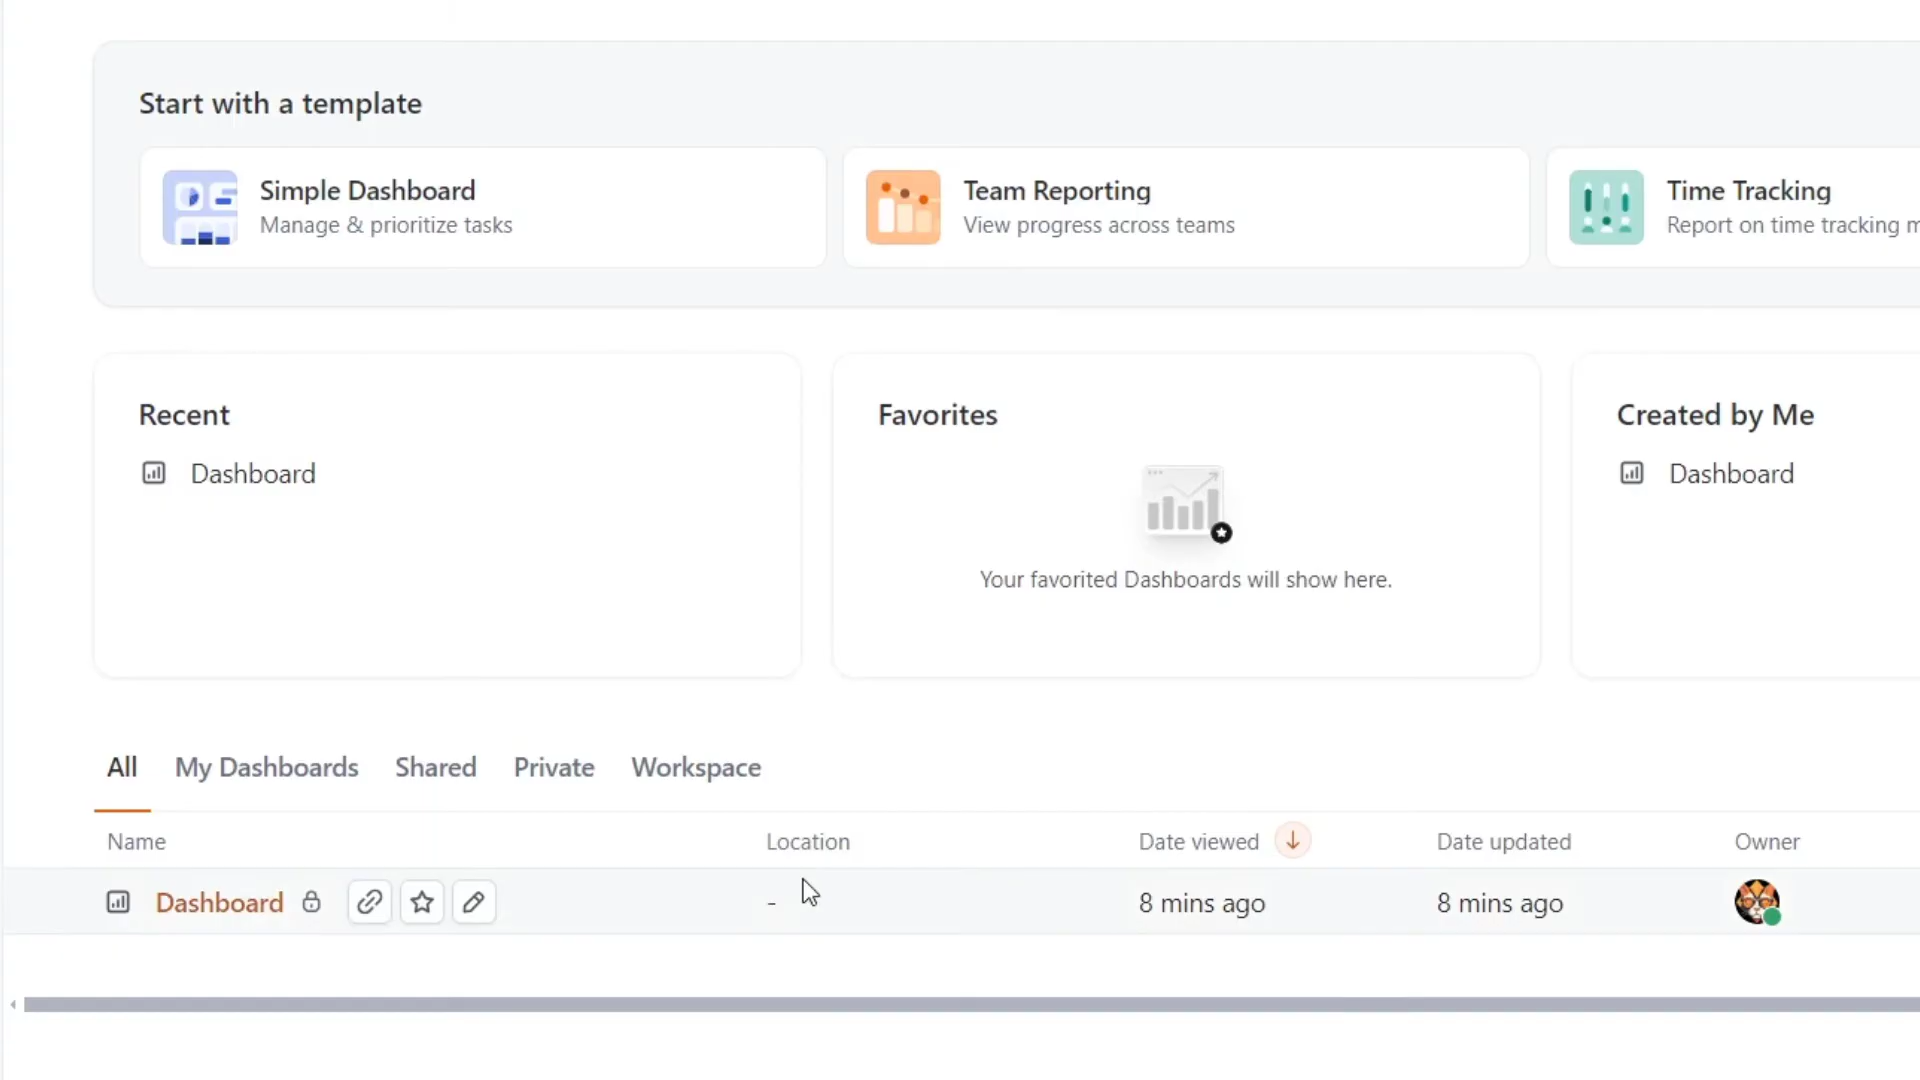 Start with a template
Simple Dashboard
Manage & prioritize tasks
Team Reporting
View progress across teams
Time Tracking
Report on time tracking
Recent
Dashboard
Favorites
Your favorited Dashboards will show here.
Created by Me
Dashboard
All My Dashboards Shared Private Workspace
Name Location Date viewed Date updated Owner
Dashboard - 8 mins ago 8 mins ago